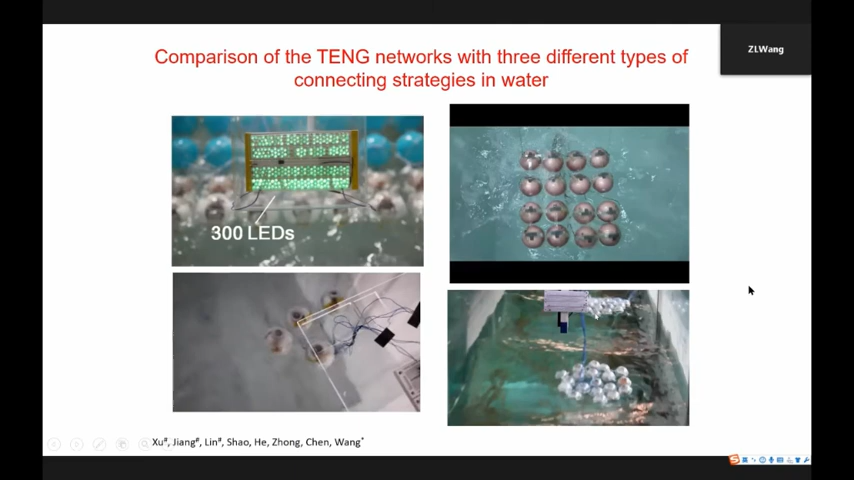 Comparison of the TENG networks with three different types of
connecting strategies in water
ZLWang
300 LEDs
Xu#, Jiang#, Lin#, Shao, He, Zhong, Chen, Wang*